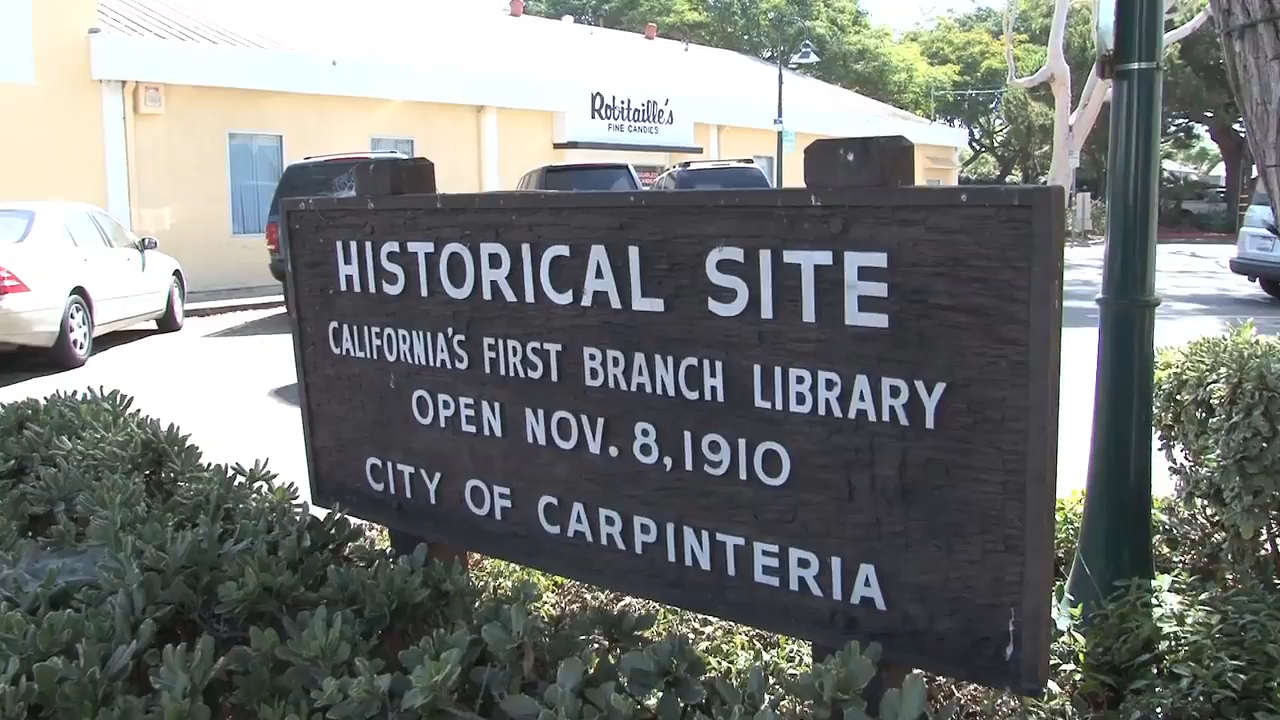 Robitaille's
FINE CANDIES
HISTORICAL SITE
CALIFORNIA'S FIRST BRANCH LIBRARY
OPEN NOV. 8, 1910
CITY OF CARPINTERIA